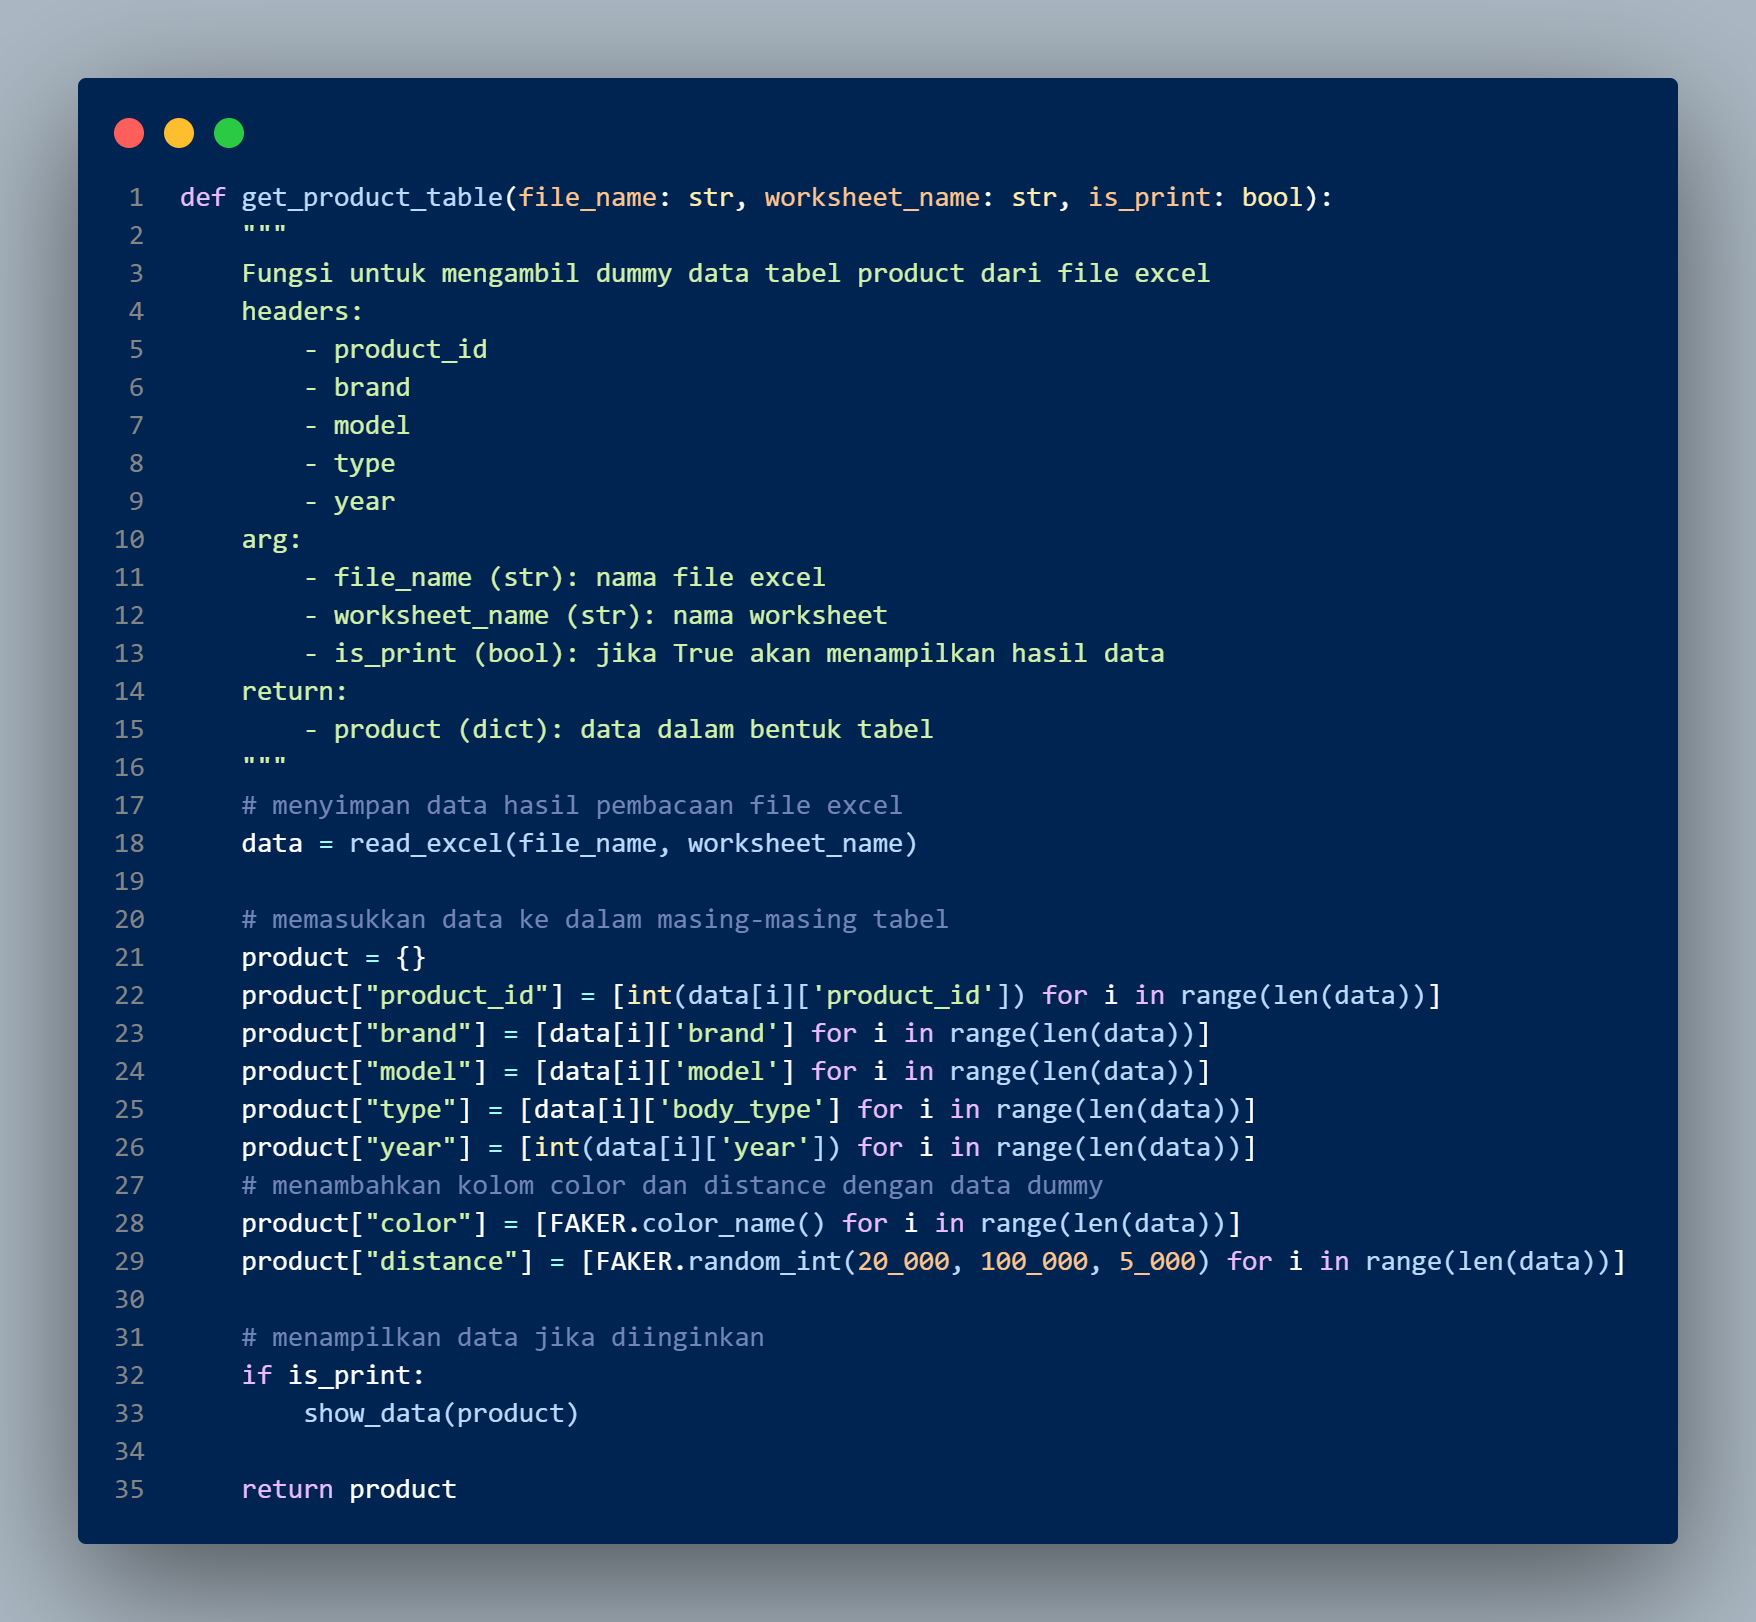 1 def get_product_table(file_name: str, worksheet_name: str, is_print: bool):
2     """
3     Fungsi untuk mengambil dummy data tabel product dari file excel
4     headers:
5         - product_id
6         - brand
7         - model
8         - type
9         - year
10     arg:
11         - file_name (str): nama file excel
12         - worksheet_name (str): nama worksheet
13         - is_print (bool): jika True akan menampilkan hasil data
14     return:
15         - product (dict): data dalam bentuk tabel
16     """
17     # menyimpan data hasil pembacaan file excel
18     data = read_excel(file_name, worksheet_name)
19
20     # memasukkan data ke dalam masing-masing tabel
21     product = {}
22     product["product_id"] = [int(data[i]['product_id']) for i in range(len(data))]
23     product["brand"] = [data[i]['brand'] for i in range(len(data))]
24     product["model"] = [data[i]['model'] for i in range(len(data))]
25     product["type"] = [data[i]['body_type'] for i in range(len(data))]
26     product["year"] = [int(data[i]['year']) for i in range(len(data))]
27     # menambahkan kolom color dan distance dengan data dummy
28     product["color"] = [FAKER.color_name() for i in range(len(data))]
29     product["distance"] = [FAKER.random_int(20_000, 100_000, 5_000) for i in range(len(data))]
30
31     # menampilkan data jika diinginkan
32     if is_print:
33         show_data(product)
34
35     return product